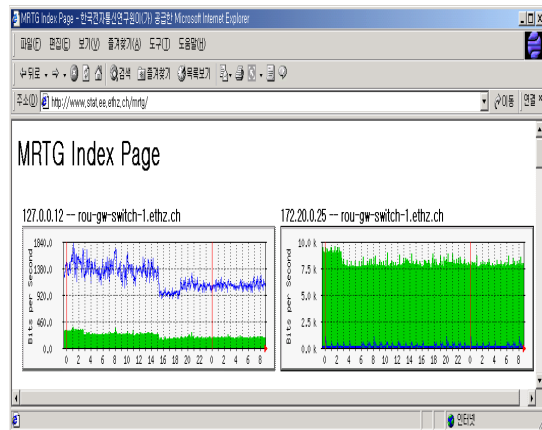 MRTG Index Page - 한국전자통신연구원이(가) 공급한 Microsoft Internet Explorer
파일(F) 편집(E) 보기(V) 즐겨찾기(A) 도구(T) 도움말(H)
뒤로 검색 즐겨찾기 목록보기
주소(D) http://www.stat.ee.ethz.ch/mrtg/ 이동 연결
MRTG Index Page
127.0.0.12 -- rou-gw-switch-1.ethz.ch
1840.0
1380.0
920.0
460.0
0.0
Bits per Second
0 2 4 6 8 10 12 14 16 18 20 22 0 2 4 6 8
172.20.0.25 -- rou-gw-switch-1.ethz.ch
10.0 k
7.5 k
5.0 k
2.5 k
0.0 k
Bits per Second
0 2 4 6 8 10 12 14 16 18 20 22 0 2 4 6 8
인터넷